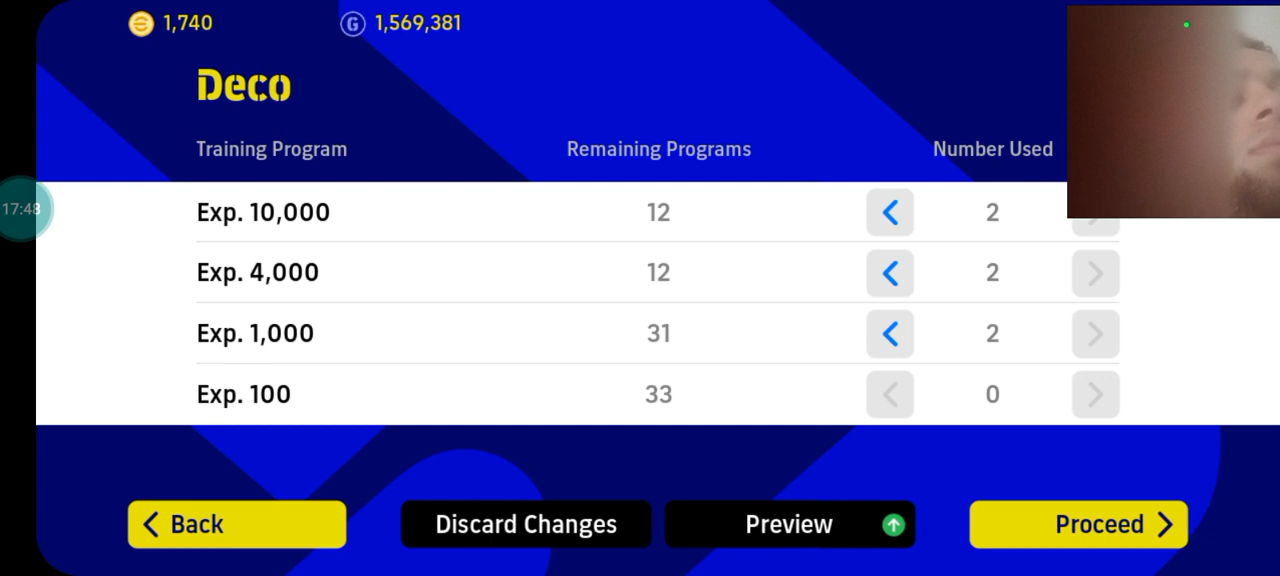 1,740 G 1,569,381
Deco
Training Program Remaining Programs Number Used
17:48
Exp. 10,000 12 2
Exp. 4,000 12 2
Exp. 1,000 31 2
Exp. 100 33 0
Back Discard Changes Preview Proceed